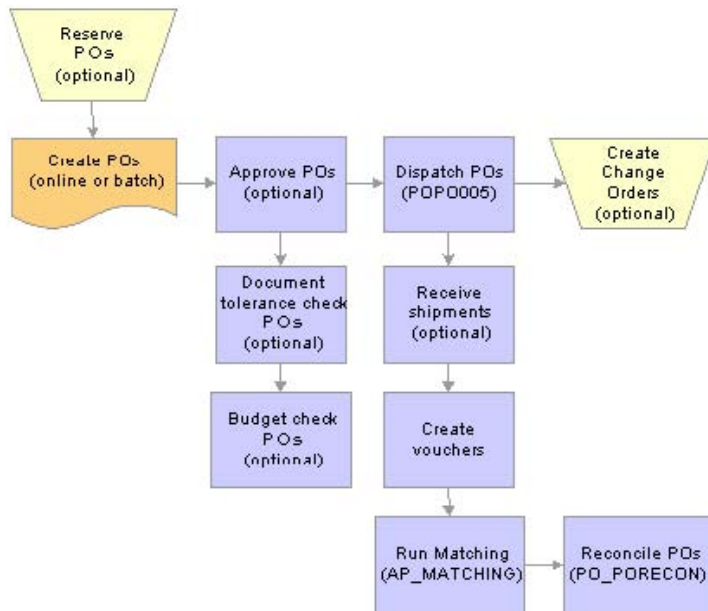 Reserve
POs
(optional)
Create POs
(online or batch)
Approve POs
(optional)
Dispatch POs
(POPO005)
Create
Change
Orders
(optional)
Document
tolerance check
POs
(optional)
Receive
shipments
(optional)
Budget check
POs
(optional)
Create
vouchers
Run Matching
(AP_MATCHING)
Reconcile POs
(PO_PORECON)